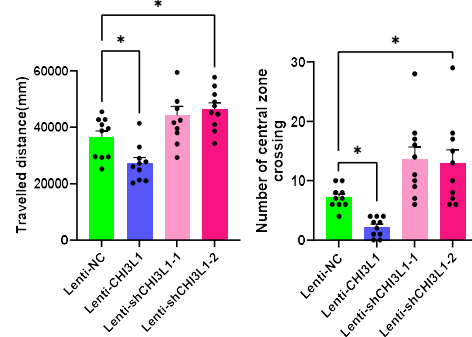 *
*
Travelled distance(mm)
60000
40000
20000
0
Lenti-NC
Lenti-CHI3L1
Lenti-shCHI3L1-1
Lenti-shCHI3L1-2
*
*
Number of central zone
crossing
30
20
10
0
Lenti-NC
Lenti-CHI3L1
Lenti-shCHI3L1-1
Lenti-shCHI3L1-2